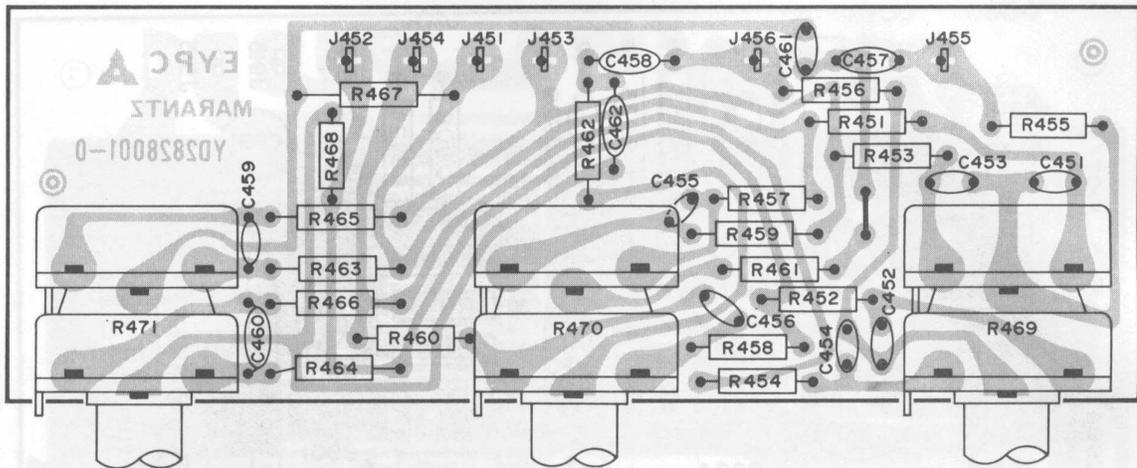 J452 J454 J451 J453 J456 J455
C461
C458 C457
EYPC
R467 R456
MARANTZ
R451 R455
R462 C462
R468 R453
YD2828001-0
C459 C453 C451
C455 R457
R465
R459
R463 R461
R466 R452 C452
C456
R471 R460 R470 R469
C460 R458 C454
R464 R454